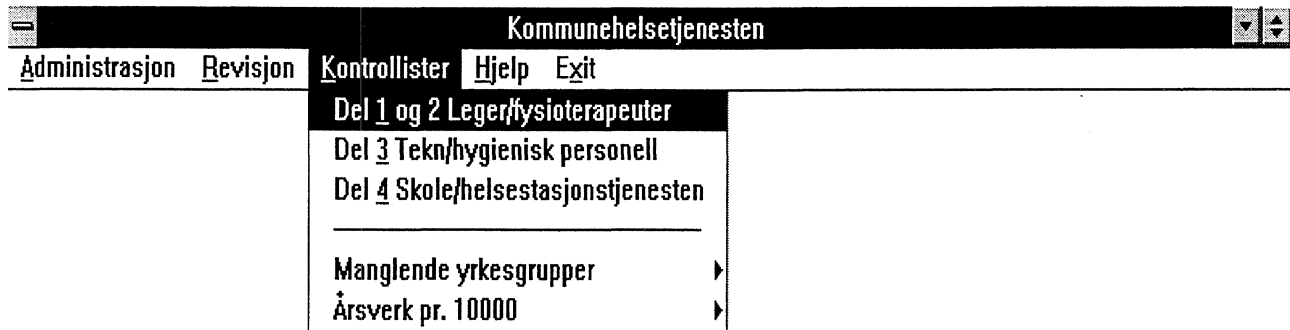 Kommunehelsetjenesten
Administrasjon Revisjon Kontrollister Hjelp Exit
Del 1 og 2 Leger/fysioterapeuter
Del 3 Tekn/hygienisk personell
Del 4 Skole/helsestasjonstjenesten
Manglende yrkesgrupper
Årsverk pr. 10000